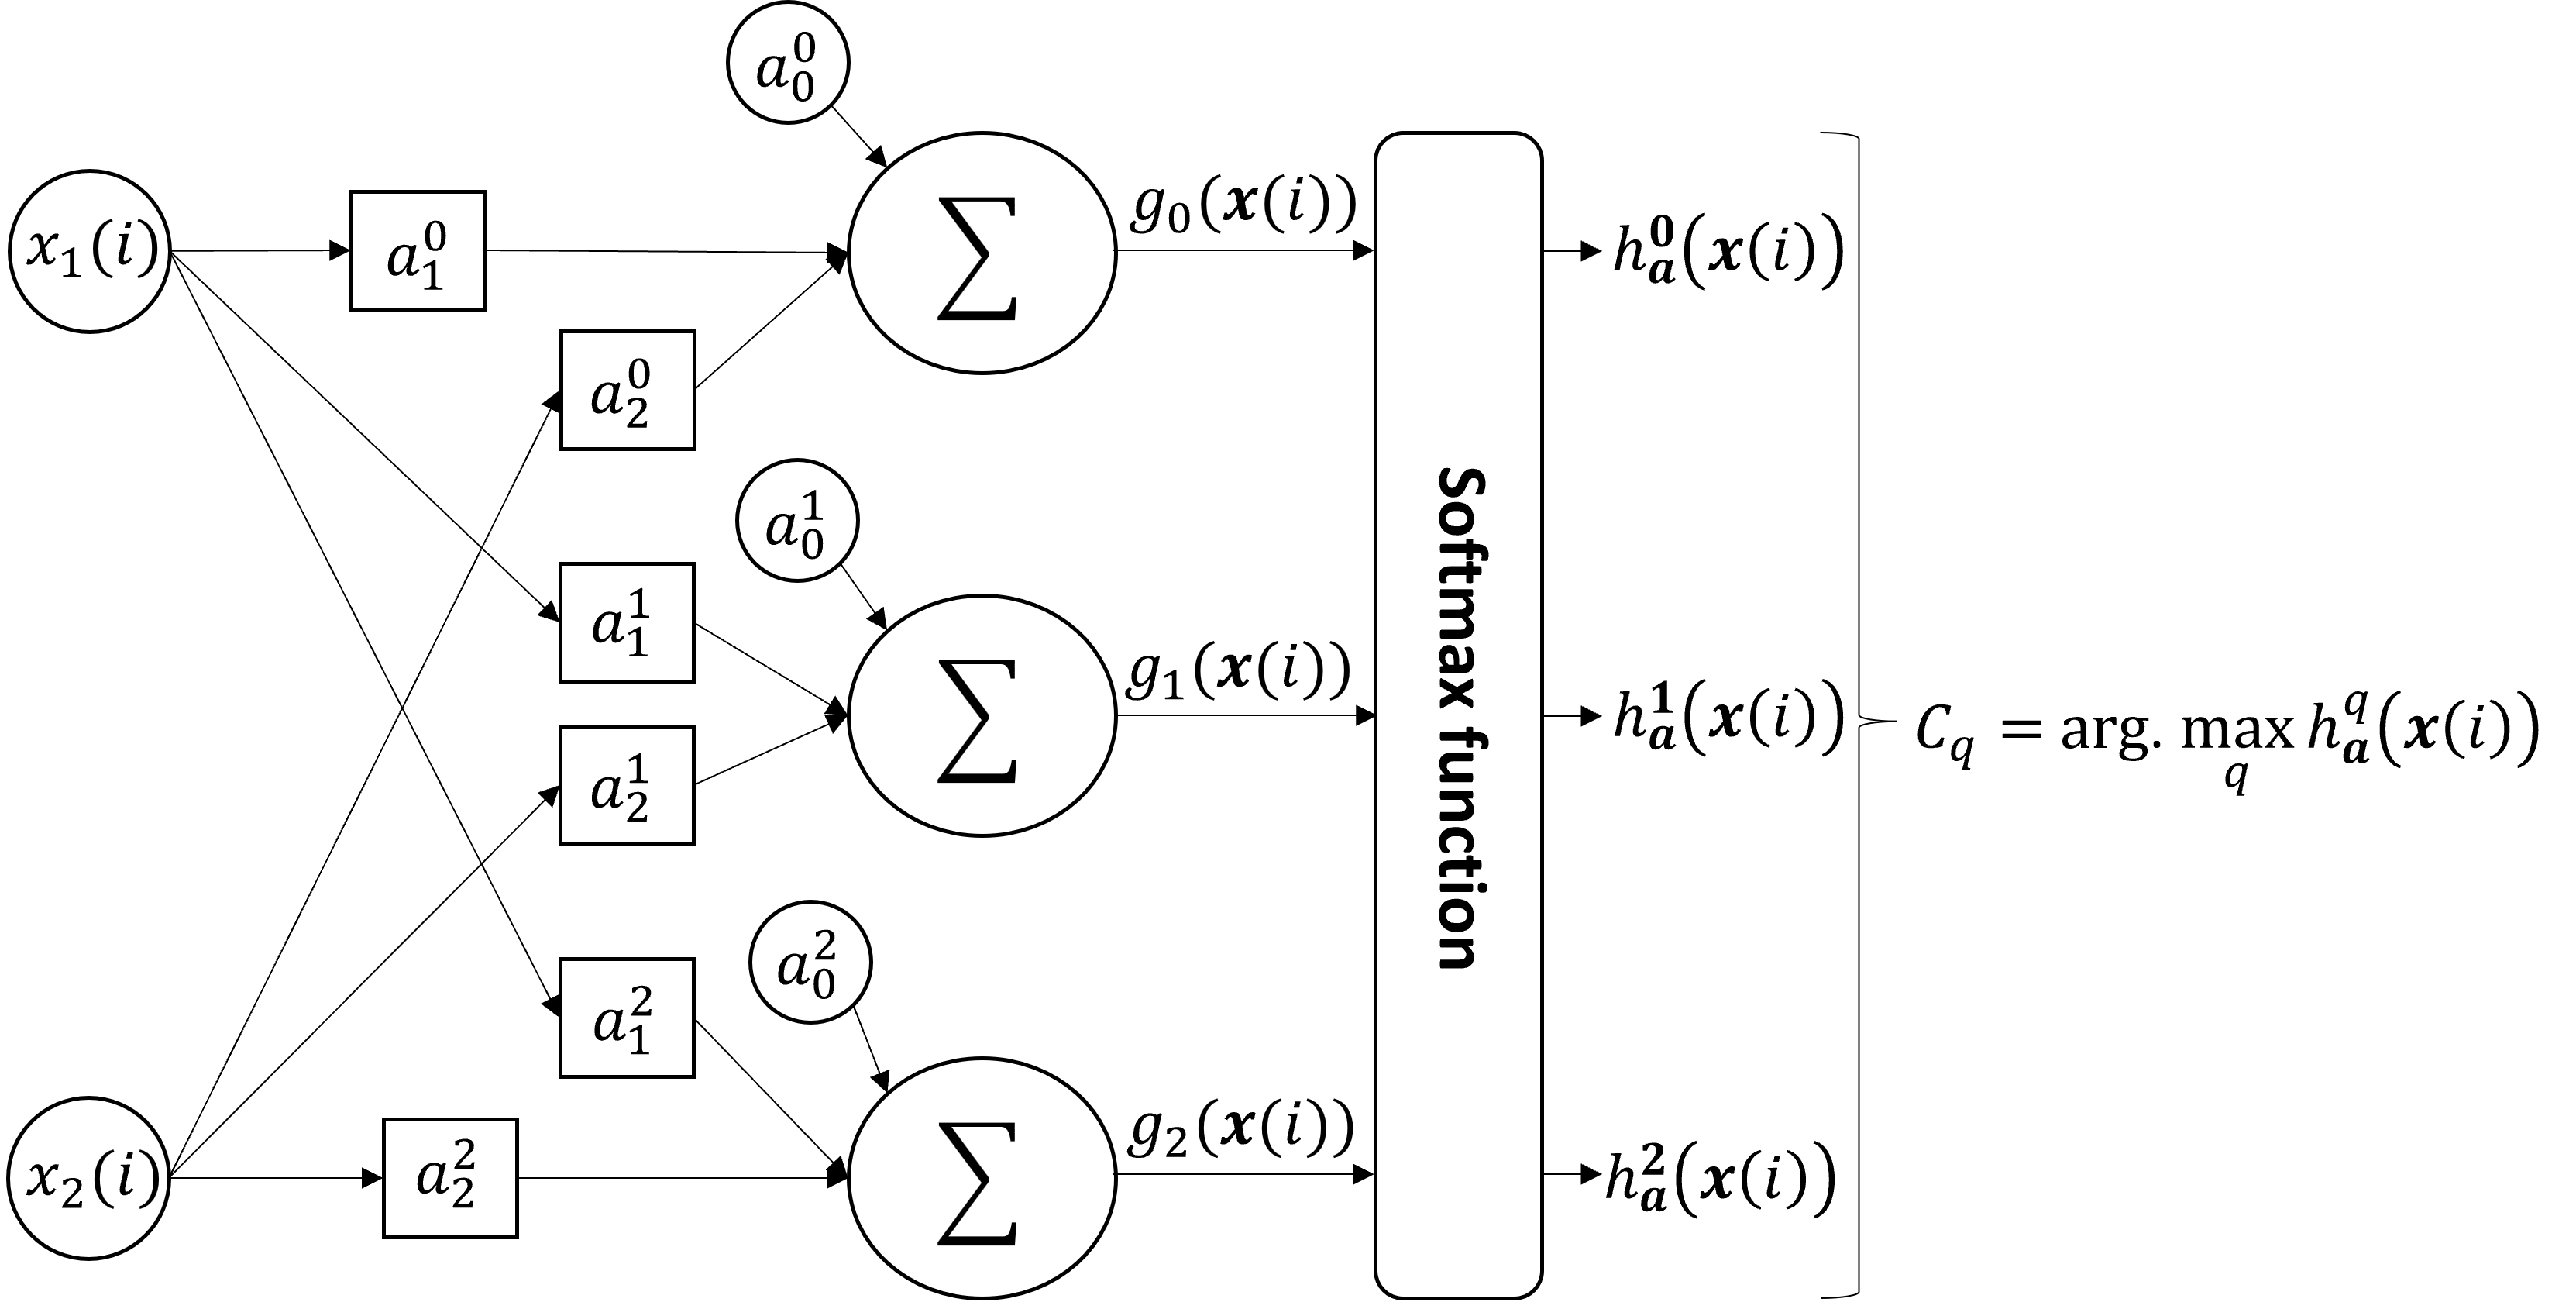 a_0^0
x_1(i)
a_1^0
∑
g_0(x(i))
h_a^0(x(i))
a_2^0
a_0^1
a_1^1
∑
g_1(x(i))
Softmax function
h_a^1(x(i))
C_q = arg. max_q h_a^q(x(i))
a_2^1
a_0^2
a_1^2
x_2(i)
a_2^2
∑
g_2(x(i))
h_a^2(x(i))